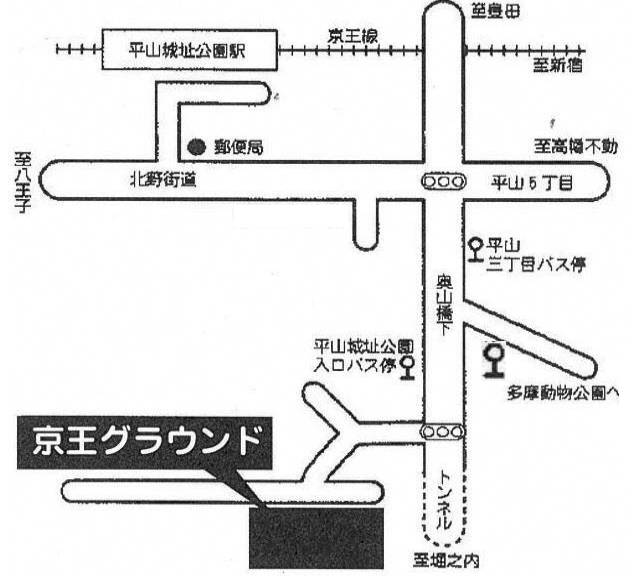 至豊田
京王線
平山城址公園駅
至新宿
郵便局
至高幡不動
至八王子
北野街道
平山5丁目
平山
三丁目バス停
奥山橋下
平山城址公園
入口バス停
多摩動物公園へ
京王グラウンド
トンネル
至堀之内